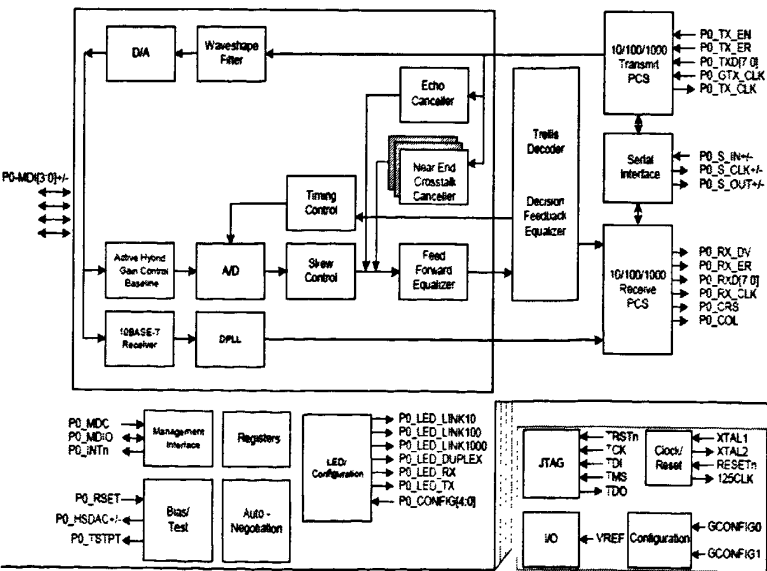 D/A
Waveshape
Filter
10/100/1000
Transmit
PCS
P0_TX_EN
P0_TX_ER
P0_TXD[7:0]
P0_GTX_CLK
P0_TX_CLK
Echo
Canceller
Near End
Crosstalk
Canceller
Trellis
Decoder
Decision
Feedback
Equalizer
Serial
Interface
P0_S_IN+/-
P0_S_CLK+/-
P0_S_OUT+/-
P0-MDI[3:0]+/-
Timing
Control
Active Hybrid
Gain Control
Baseline
A/D
Skew
Control
Feed
Forward
Equalizer
10/100/1000
Receive
PCS
P0_RX_DV
P0_RX_ER
P0_RXD[7:0]
P0_RX_CLK
P0_CRS
P0_COL
10BASE-T
Receiver
DPLL
P0_MDC
P0_MDIO
P0_INTn
Management
Interface
Registers
LED/
Configuration
P0_LED_LINK10
P0_LED_LINK100
P0_LED_LINK1000
P0_LED_DUPLEX
P0_LED_RX
P0_LED_TX
P0_CONFIG[4:0]
P0_RSET
P0_HSDAC+/-
P0_TSTPT
Bias/
Test
Auto -
Negotiation
JTAG
TRSTn
TCK
TDI
TMS
TDO
Clock/
Reset
XTAL1
XTAL2
RESETn
125CLK
I/O
VREF
Configuration
GCONFIG0
GCONFIG1